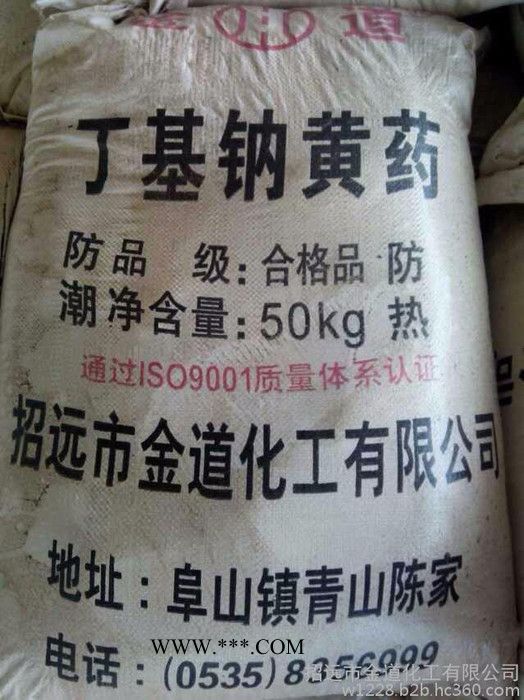 金道
丁基钠黄药
防品 级:合格品 防
潮净含量:50kg 热
通过ISO9001质量体系认证
招远市金道化工有限公司
地址:阜山镇青山陈家
WWW.***.COM
电话:(0535)8356999
招远市金道化工有限公司
w1228.b2b.hc360.com